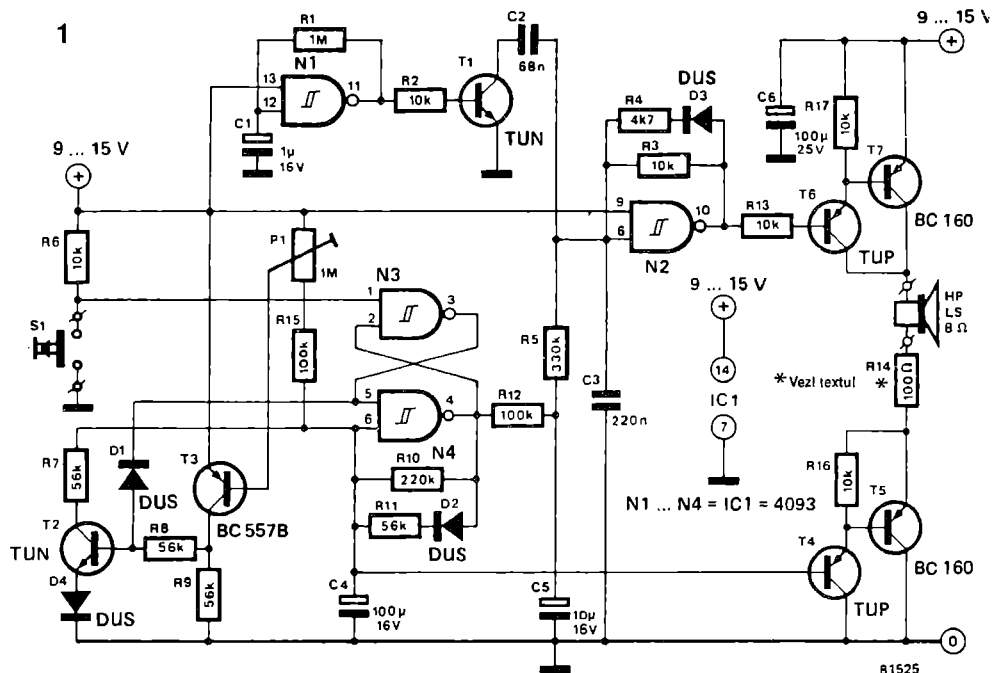 1
R1
1M
N1
13
12
11
C1
1µ
16V
R2
10k
T1
TUN
C2
68n
9 ... 15 V
+
R6
10k
S1
P1
1M
R15
100k
N3
1
2
3
5
6
4
N4
R12
100k
R10
220k
R11
56k
D2
DUS
R7
56k
D1
DUS
T3
BC 557B
T2
TUN
R8
56k
R9
56k
D4
DUS
C4
100µ
16V
C5
10µ
16V
R5
330k
C3
220n
R4
4k7
DUS
D3
R3
10k
9
6
10
N2
R13
10k
C6
100µ
25V
9 ... 15 V
+
R17
10k
T7
BC 160
T6
TUP
HP
LS
8 Ω
R14
100Ω
*
* Vezi textul
9 ... 15 V
+
14
IC1
7
N1 ... N4 = IC1 = 4093
R16
10k
T5
BC 160
T4
TUP
0
81525